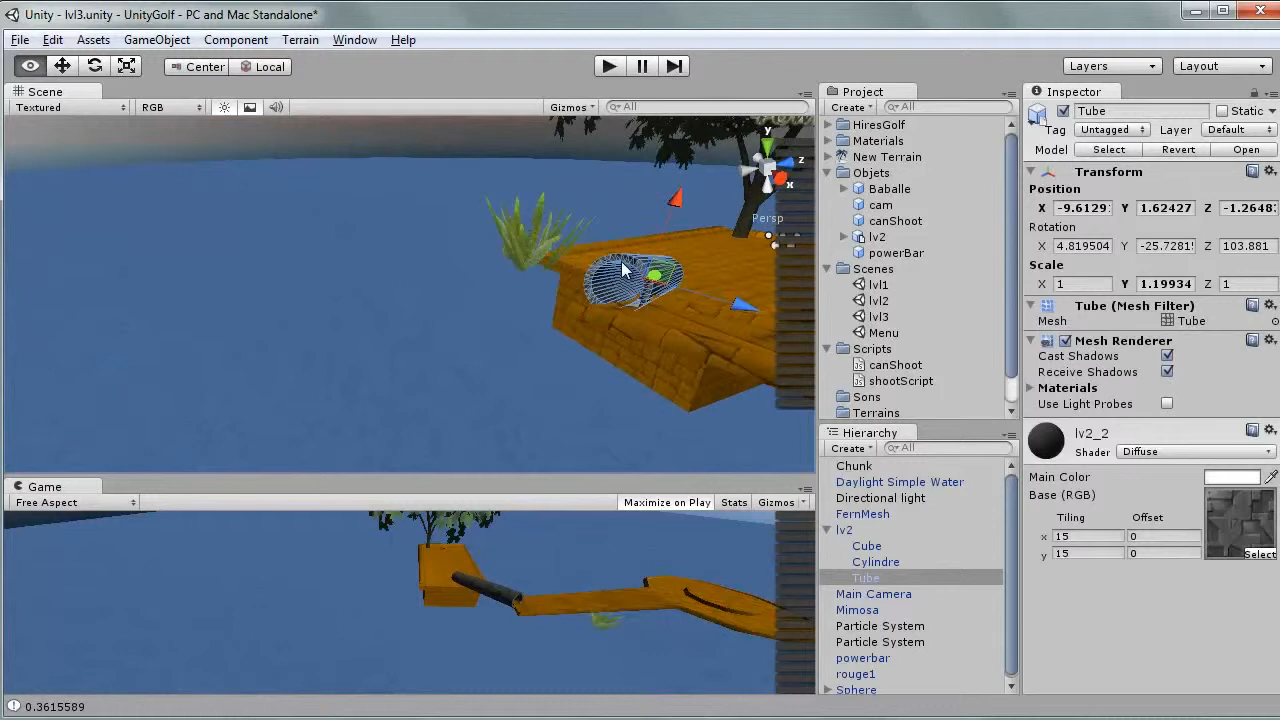 Unity - lvl3.unity - UnityGolf - PC and Mac Standalone*
File Edit Assets GameObject Component Terrain Window Help
Center Local Layers Layout
Scene
Textured RGB Gizmos All
y
z
x
Persp
Game
Free Aspect Maximize on Play Stats Gizmos
Project
Create All
HiresGolf
Materials
New Terrain
Objets
Baballe
cam
canShoot
lv2
powerBar
Scenes
lvl1
lvl2
lvl3
Menu
Scripts
canShoot
shootScript
Sons
Terrains
Hierarchy
Create All
Chunk
Daylight Simple Water
Directional light
FernMesh
lv2
Cube
Cylindre
Tube
Main Camera
Mimosa
Particle System
Particle System
powerbar
rouge1
Sphere
Inspector
Tube Static
Tag Untagged Layer Default
Model Select Revert Open
Transform
Position
X -9.6129 Y 1.62427 Z -1.2648
Rotation
X 4.819504 Y -25.7281 Z 103.881
Scale
X 1 Y 1.19934 Z 1
Tube (Mesh Filter)
Mesh Tube
Mesh Renderer
Cast Shadows
Receive Shadows
Materials
Use Light Probes
lv2_2
Shader Diffuse
Main Color
Base (RGB)
Tiling Offset
x 15 0
y 15 0
Select
0.3615589